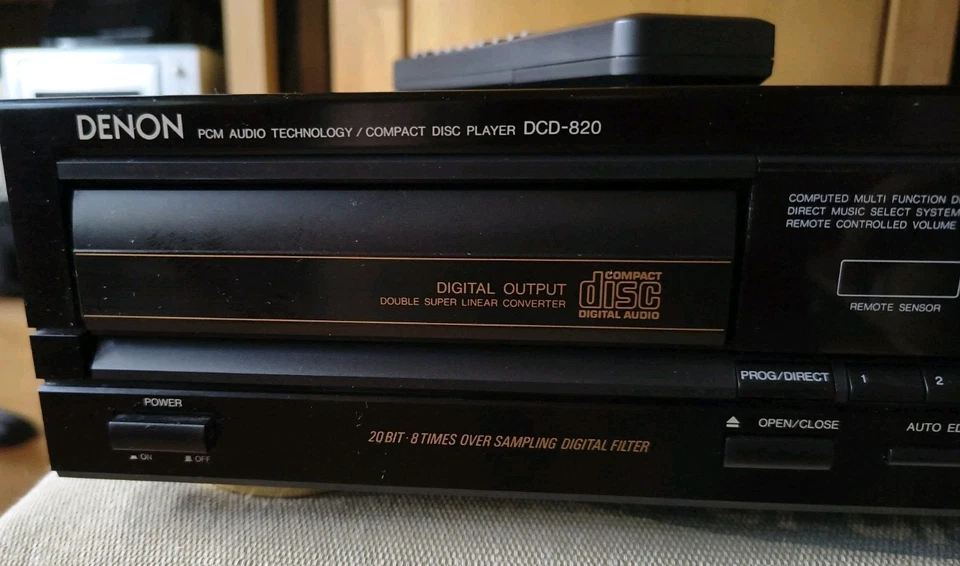 DENON PCM AUDIO TECHNOLOGY / COMPACT DISC PLAYER DCD-820
COMPUTED MULTI FUNCTION
DIRECT MUSIC SELECT SYSTEM
REMOTE CONTROLLED VOLUME
DIGITAL OUTPUT
DOUBLE SUPER LINEAR CONVERTER
COMPACT
disc
DIGITAL AUDIO
REMOTE SENSOR
PROG/DIRECT 1 2
POWER
ON OFF
20 BIT · 8 TIMES OVER SAMPLING DIGITAL FILTER
OPEN/CLOSE
AUTO